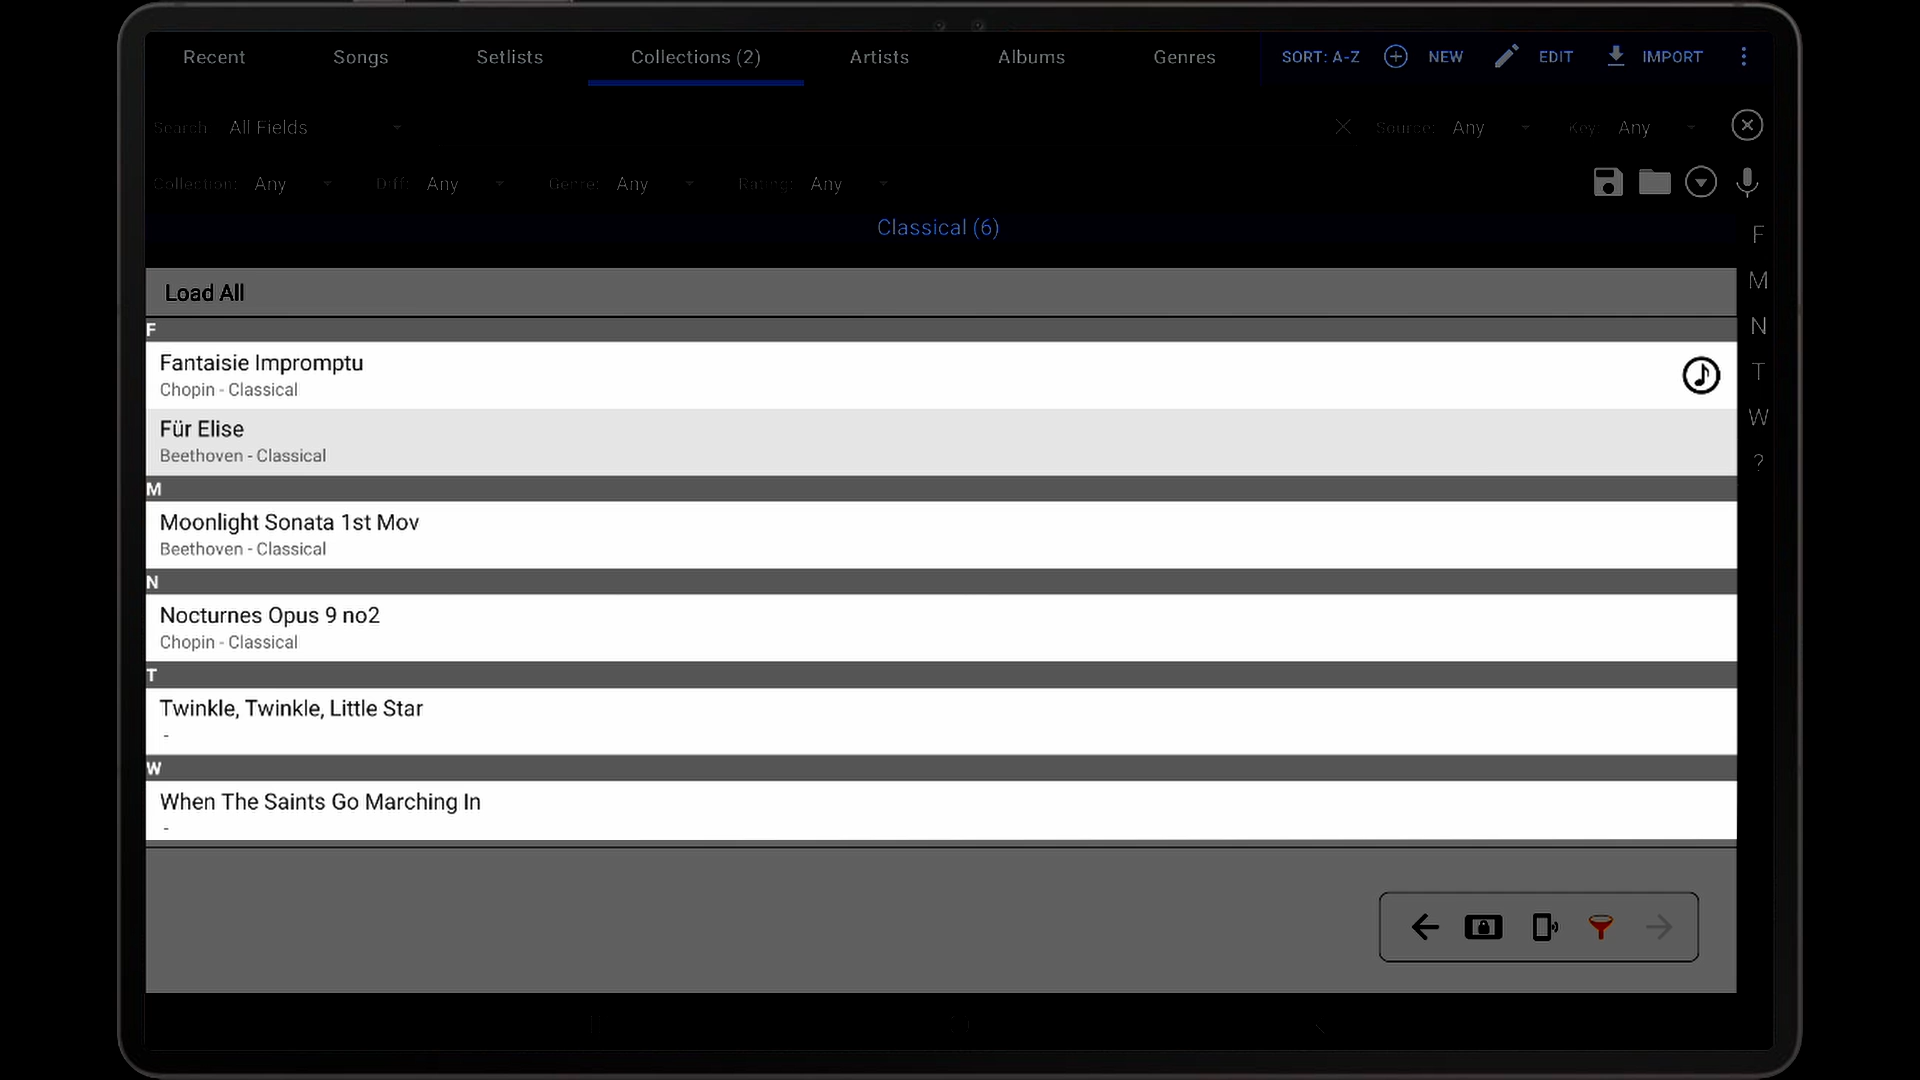 Recent Songs Setlists Collections (2) Artists Albums Genres SORT: A-Z NEW EDIT IMPORT
Search All Fields Source: Any Key: Any
Collection: Any Diff: Any Genre: Any Rating: Any
Classical (6)
Load All
F
Fantaisie Impromptu
Chopin - Classical
Für Elise
Beethoven - Classical
M
Moonlight Sonata 1st Mov
Beethoven - Classical
N
Nocturnes Opus 9 no2
Chopin - Classical
T
Twinkle, Twinkle, Little Star
-
W
When The Saints Go Marching In
-
F
M
N
T
W
?